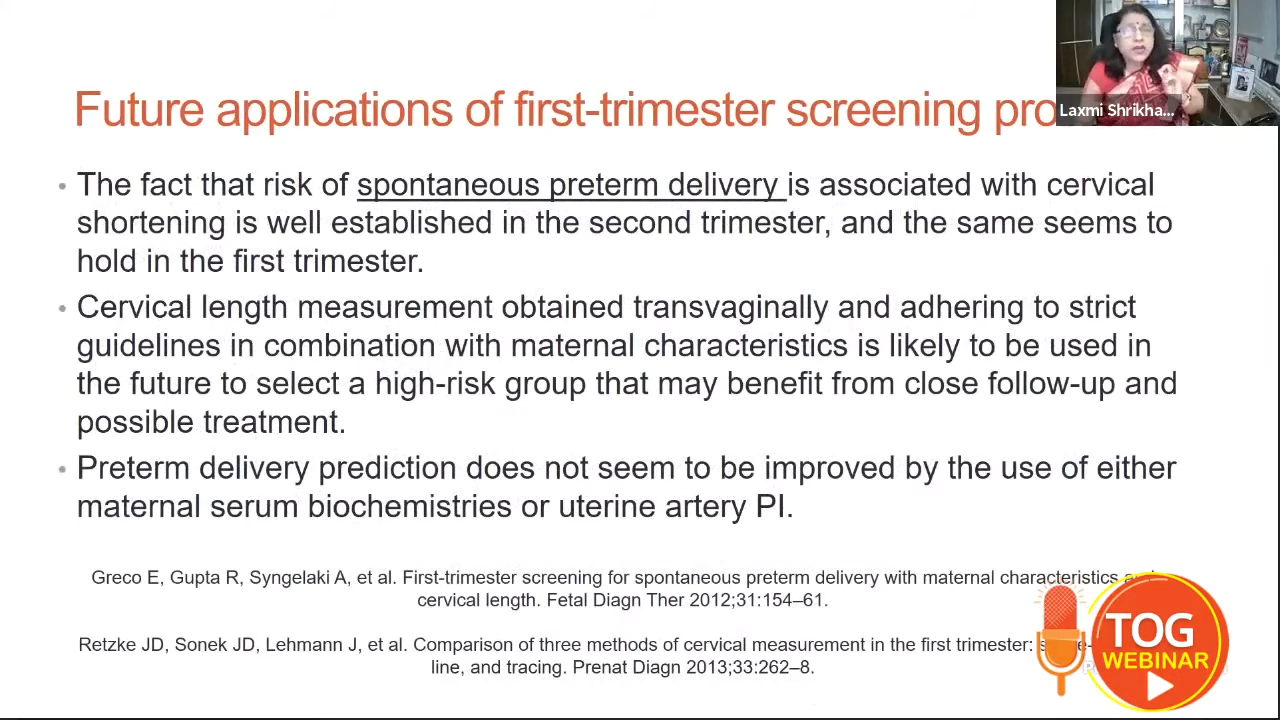 Future applications of first-trimester screening pro
Laxmi Shrikha...
• The fact that risk of spontaneous preterm delivery is associated with cervical
shortening is well established in the second trimester, and the same seems to
hold in the first trimester.
• Cervical length measurement obtained transvaginally and adhering to strict
guidelines in combination with maternal characteristics is likely to be used in
the future to select a high-risk group that may benefit from close follow-up and
possible treatment.
• Preterm delivery prediction does not seem to be improved by the use of either
maternal serum biochemistries or uterine artery PI.
Greco E, Gupta R, Syngelaki A, et al. First-trimester screening for spontaneous preterm delivery with maternal characteristics
cervical length. Fetal Diagn Ther 2012;31:154–61.
Retzke JD, Sonek JD, Lehmann J, et al. Comparison of three methods of cervical measurement in the first trimester:
line, and tracing. Prenat Diagn 2013;33:262–8.
TOG
WEBINAR